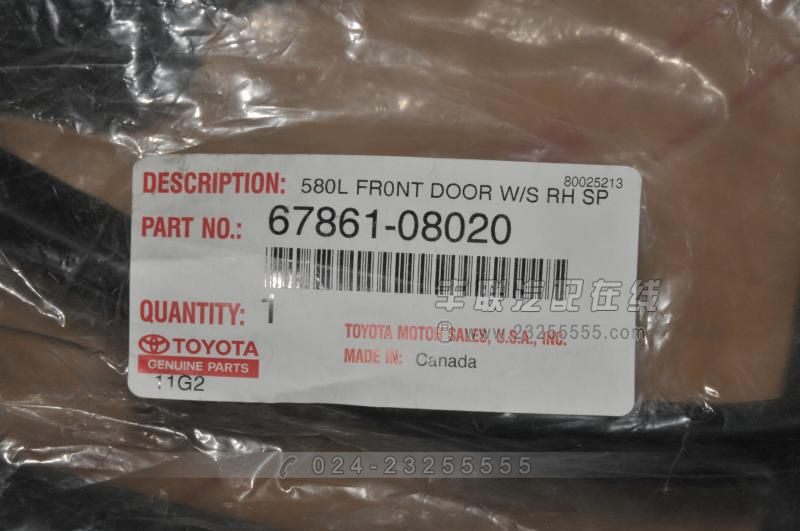 80025213
DESCRIPTION: 580L FR0NT DOOR W/S RH SP
PART NO.: 67861-08020
QUANTITY: 1
TOYOTA
GENUINE PARTS
11G2
TOYOTA MOTOR SALES, U.S.A., INC.
MADE IN: Canada
丰联汽配在线
www.23255555.com
024-23255555